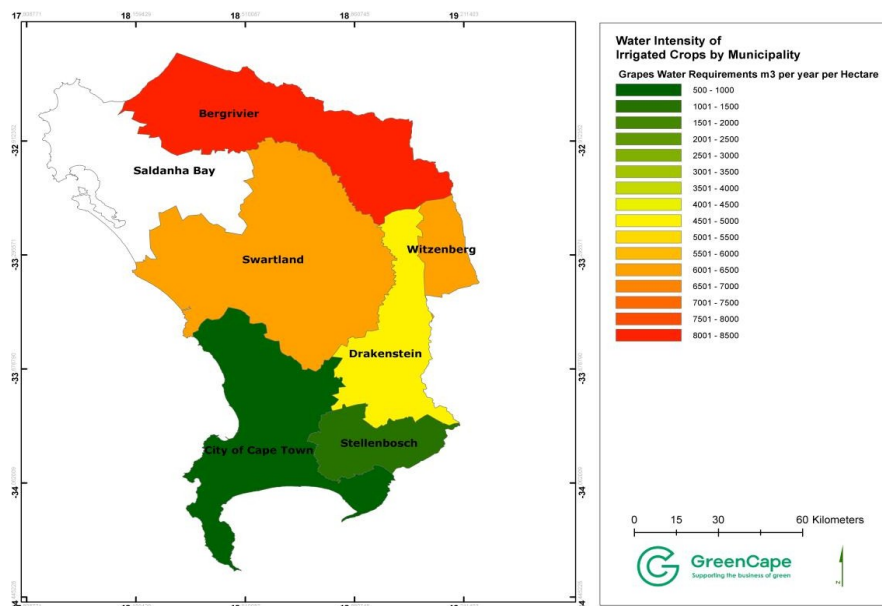 17
18
18
18
19
Water Intensity of
Irrigated Crops by Municipality
Grapes Water Requirements m3 per year per Hectare
500 - 1000
1001 - 1500
1501 - 2000
2001 - 2500
2501 - 3000
3001 - 3500
3501 - 4000
4001 - 4500
4501 - 5000
5001 - 5500
5501 - 6000
6001 - 6500
6501 - 7000
7001 - 7500
7501 - 8000
8001 - 8500
Bergrivier
Saldanha Bay
Swartland
Witzenberg
Drakenstein
Stellenbosch
City of Cape Town
-32
-33
-33
-34
0 15 30 60 Kilometers
GreenCape
Supporting the business of green